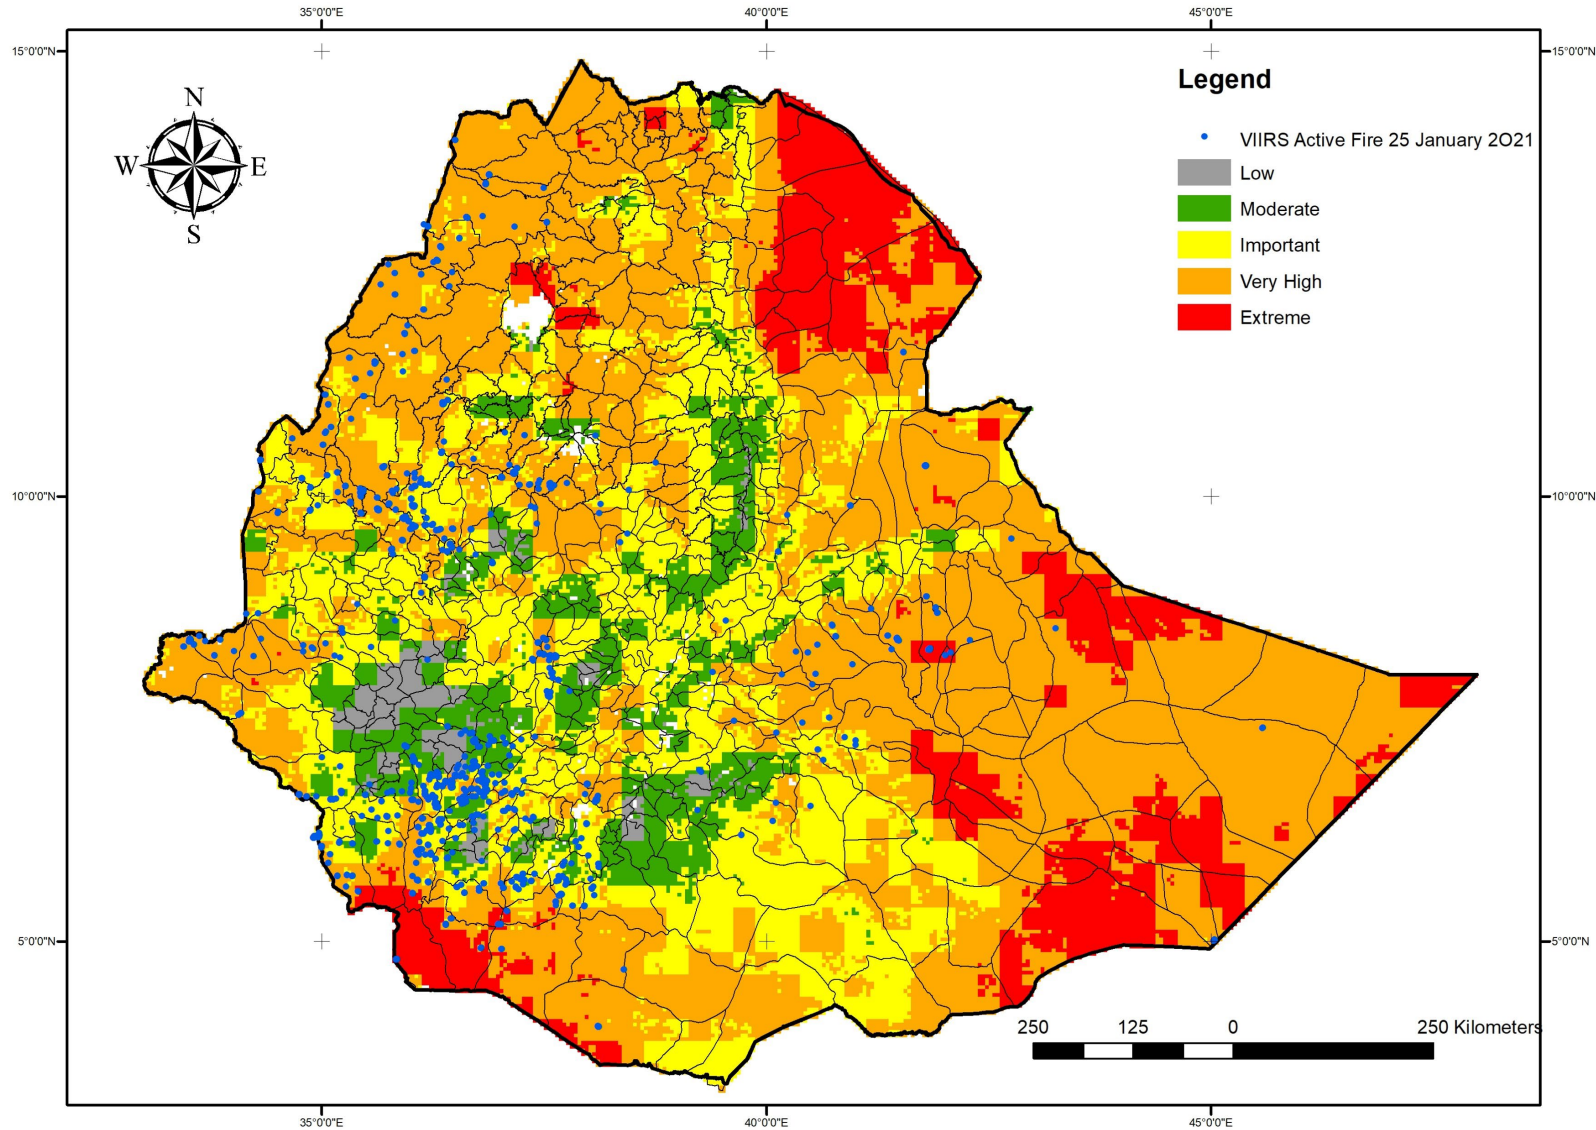 35°0'0"E 40°0'0"E 45°0'0"E
15°0'0"N 15°0'0"N
Legend
N
W E
S
VIIRS Active Fire 25 January 2O21
Low
Moderate
Important
Very High
Extreme
10°0'0"N 10°0'0"N
5°0'0"N 5°0'0"N
250 125 0 250 Kilometers
35°0'0"E 40°0'0"E 45°0'0"E